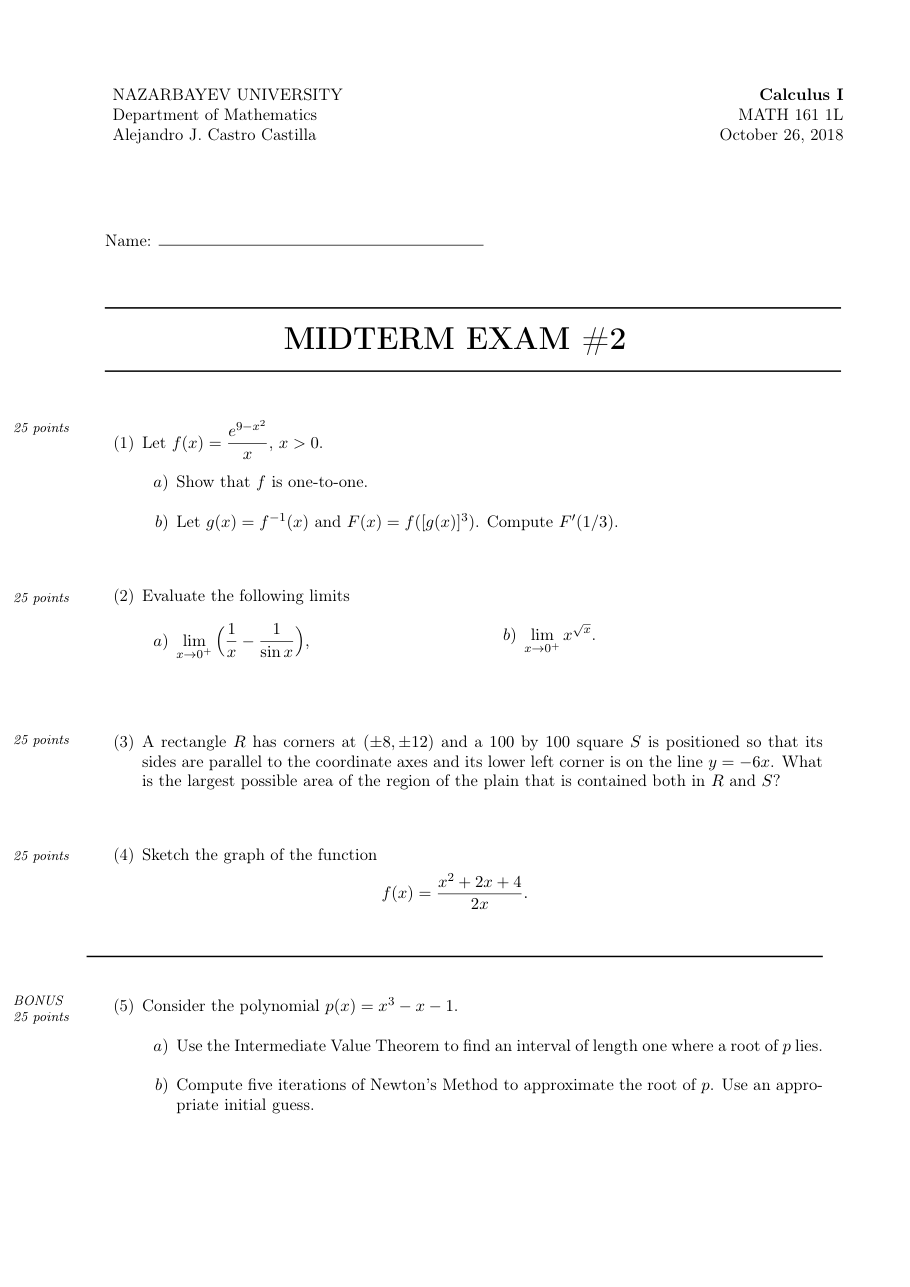 NAZARBAYEV UNIVERSITY
Department of Mathematics
Alejandro J. Castro Castilla
Calculus I
MATH 161 1L
October 26, 2018
Name:
MIDTERM EXAM #2
25 points
(1) Let f(x) = e^{9−x^2}/x, x > 0.
a) Show that f is one-to-one.
b) Let g(x) = f^{−1}(x) and F(x) = f([g(x)]^3). Compute F′(1/3).
25 points
(2) Evaluate the following limits
a) lim_{x→0^+} (1/x − 1/sin x),
b) lim_{x→0^+} x^{√x}.
25 points
(3) A rectangle R has corners at (±8, ±12) and a 100 by 100 square S is positioned so that its
sides are parallel to the coordinate axes and its lower left corner is on the line y = −6x. What
is the largest possible area of the region of the plain that is contained both in R and S?
25 points
(4) Sketch the graph of the function
f(x) = (x^2 + 2x + 4)/(2x).
BONUS
25 points
(5) Consider the polynomial p(x) = x^3 − x − 1.
a) Use the Intermediate Value Theorem to find an interval of length one where a root of p lies.
b) Compute five iterations of Newton's Method to approximate the root of p. Use an appro-
priate initial guess.